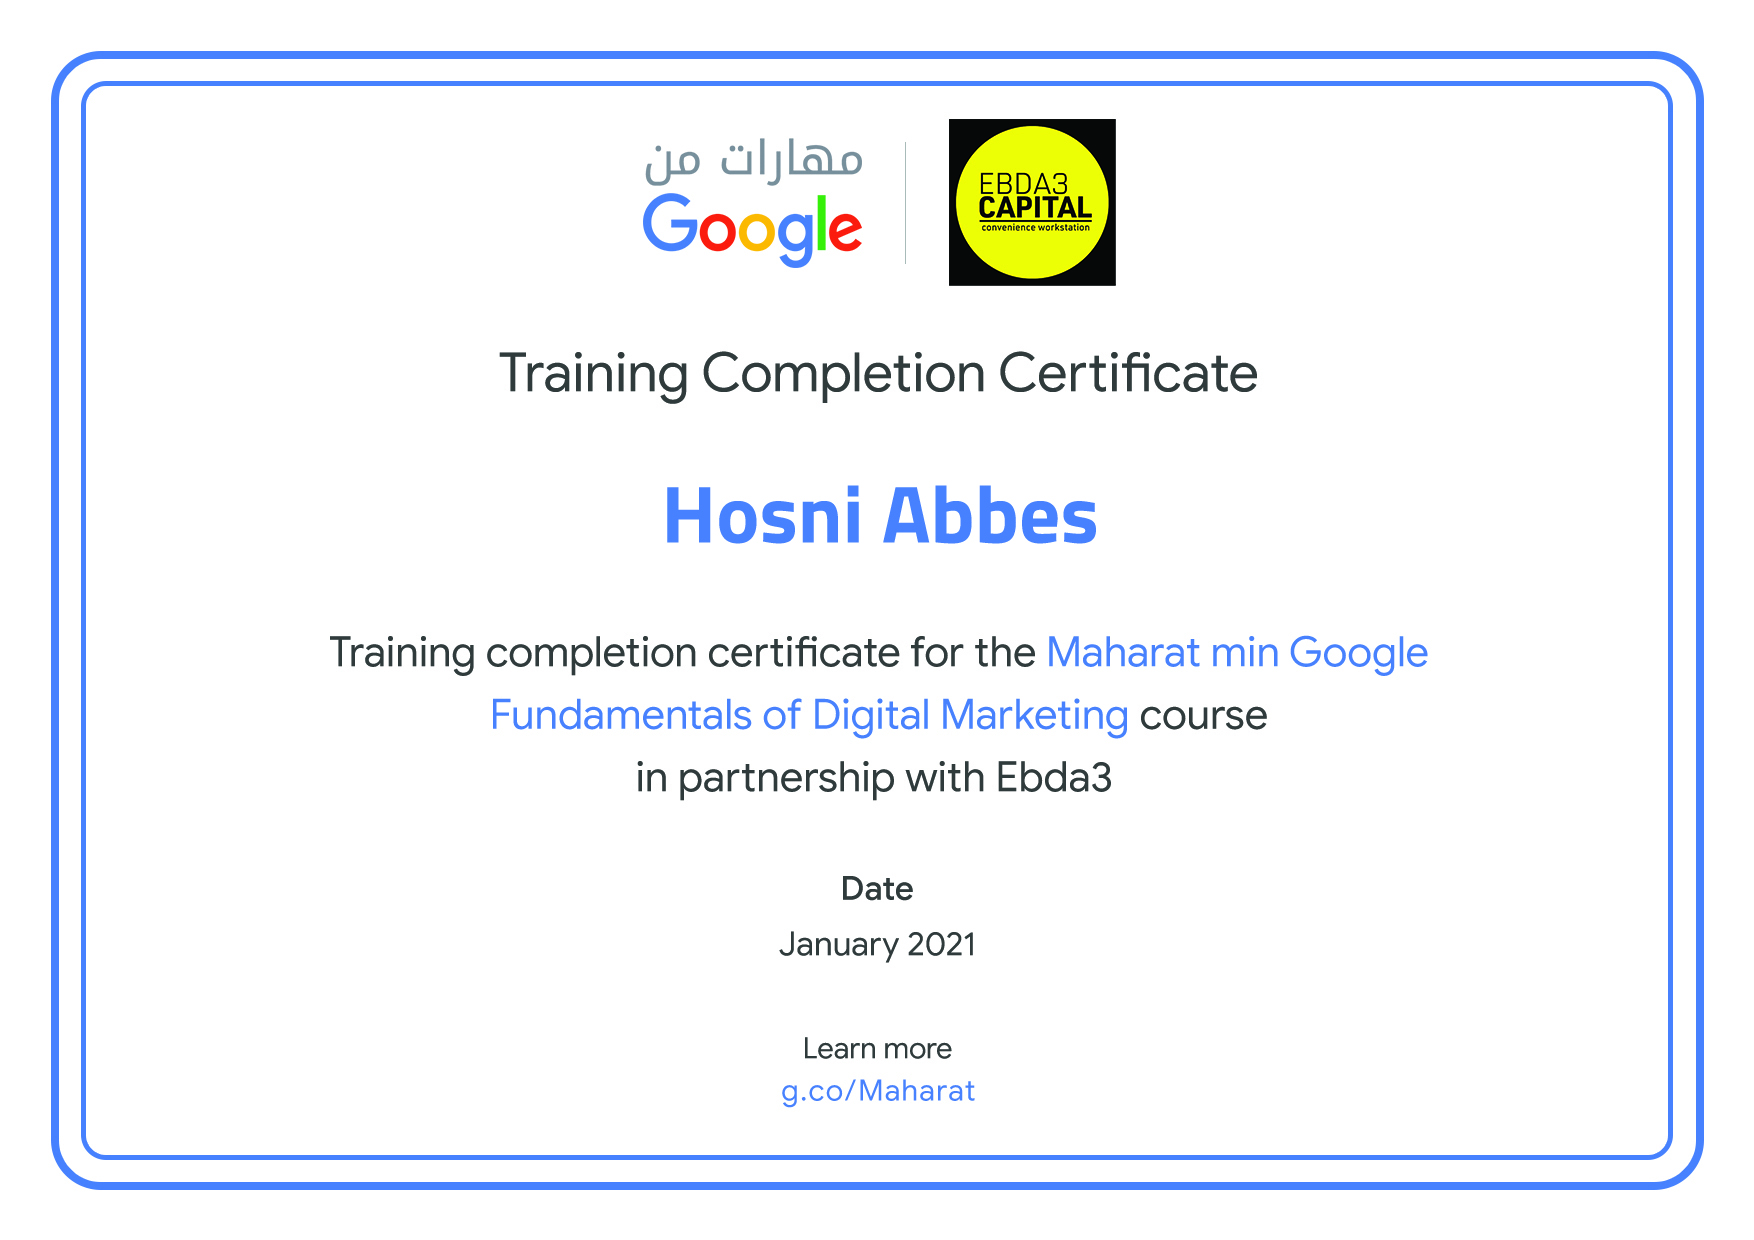 مهارات من
Google
EBDA3
CAPITAL
convenience workstation
Training Completion Certificate
Hosni Abbes
Training completion certificate for the Maharat min Google
Fundamentals of Digital Marketing course
in partnership with Ebda3
Date
January 2021
Learn more
g.co/Maharat